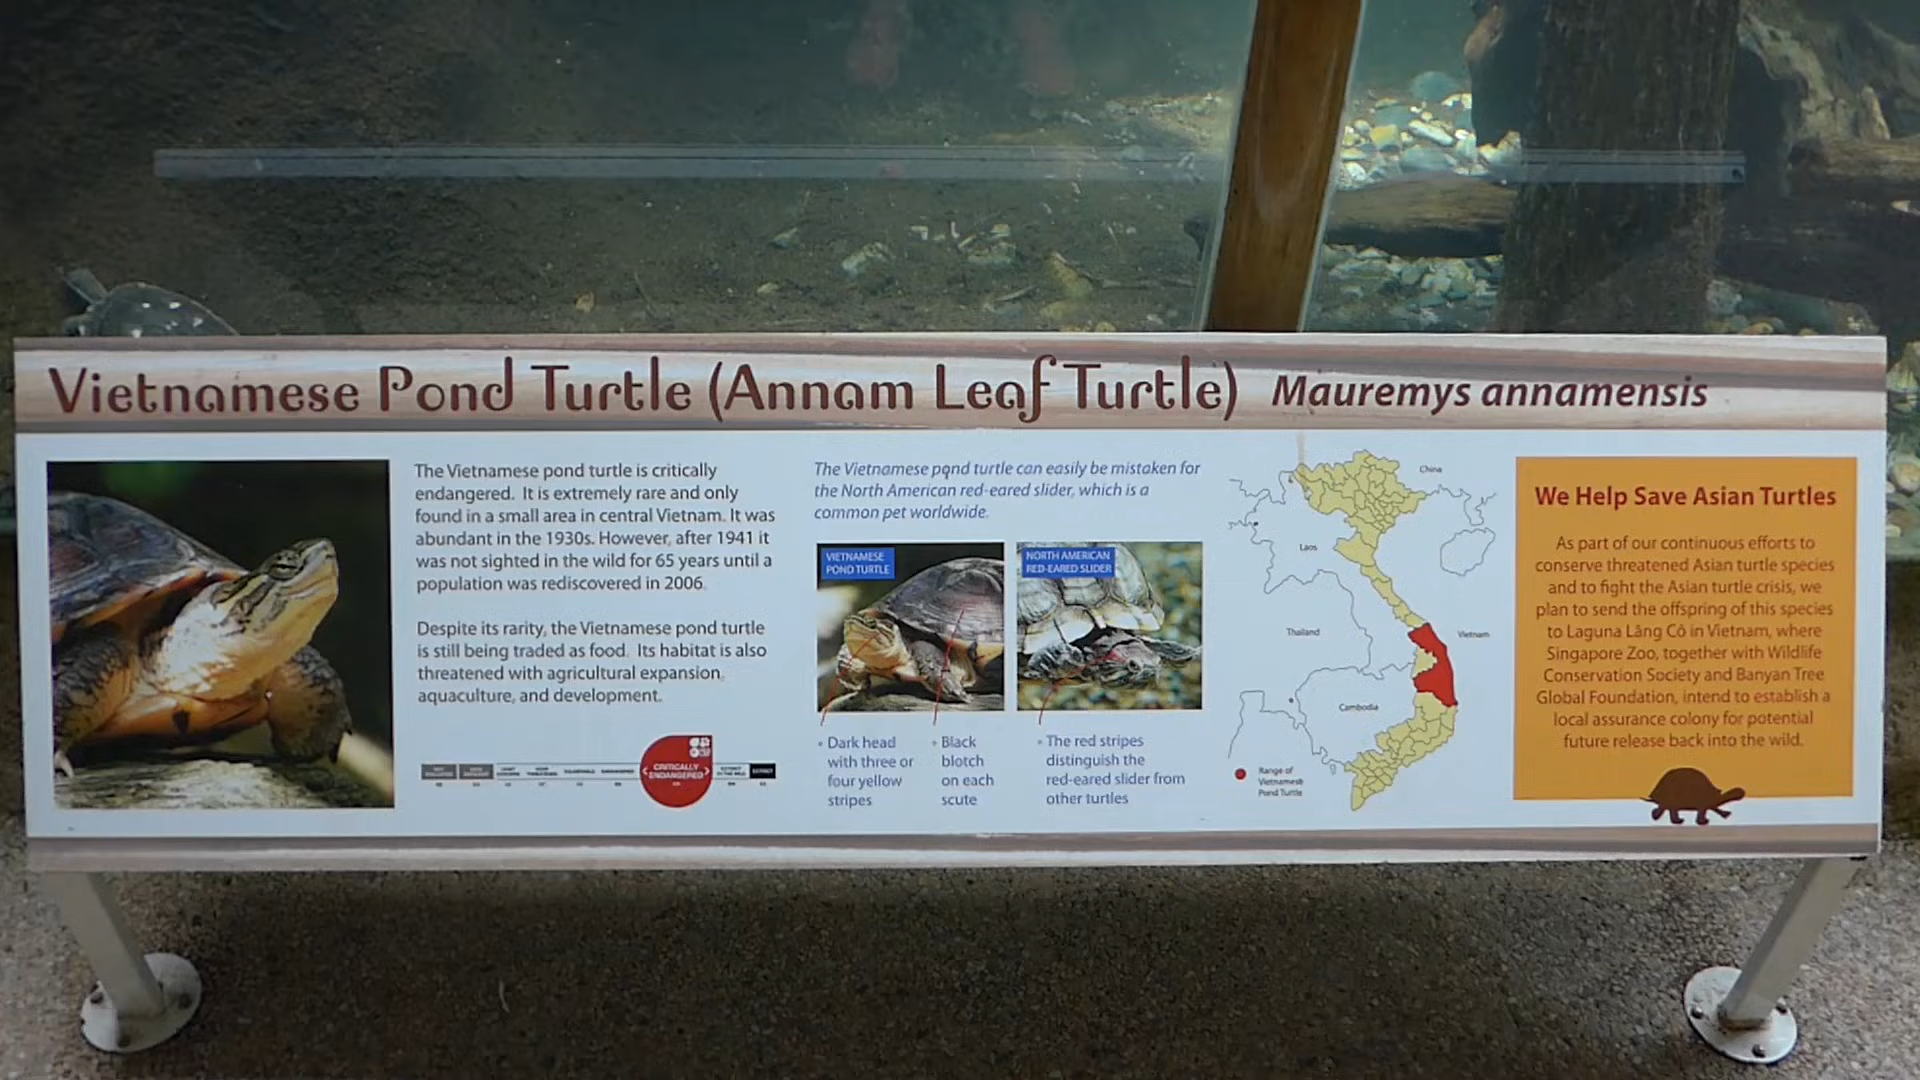 Vietnamese Pond Turtle (Annam Leaf Turtle) Mauremys annamensis
The Vietnamese pond turtle is critically
endangered. It is extremely rare and only
found in a small area in central Vietnam. It was
abundant in the 1930s. However, after 1941 it
was not sighted in the wild for 65 years until a
population was rediscovered in 2006.
Despite its rarity, the Vietnamese pond turtle
is still being traded as food. Its habitat is also
threatened with agricultural expansion,
aquaculture, and development.
CRITICALLY
ENDANGERED
The Vietnamese pond turtle can easily be mistaken for
the North American red-eared slider, which is a
common pet worldwide.
VIETNAMESE
POND TURTLE
NORTH AMERICAN
RED-EARED SLIDER
• Dark head
with three or
four yellow
stripes
• Black
blotch
on each
scute
• The red stripes
distinguish the
red-eared slider from
other turtles
China
Laos
Thailand
Vietnam
Cambodia
Range of
Vietnamese
Pond Turtle
We Help Save Asian Turtles
As part of our continuous efforts to
conserve threatened Asian turtle species
and to fight the Asian turtle crisis, we
plan to send the offspring of this species
to Laguna Lăng Cô in Vietnam, where
Singapore Zoo, together with Wildlife
Conservation Society and Banyan Tree
Global Foundation, intend to establish a
local assurance colony for potential
future release back into the wild.